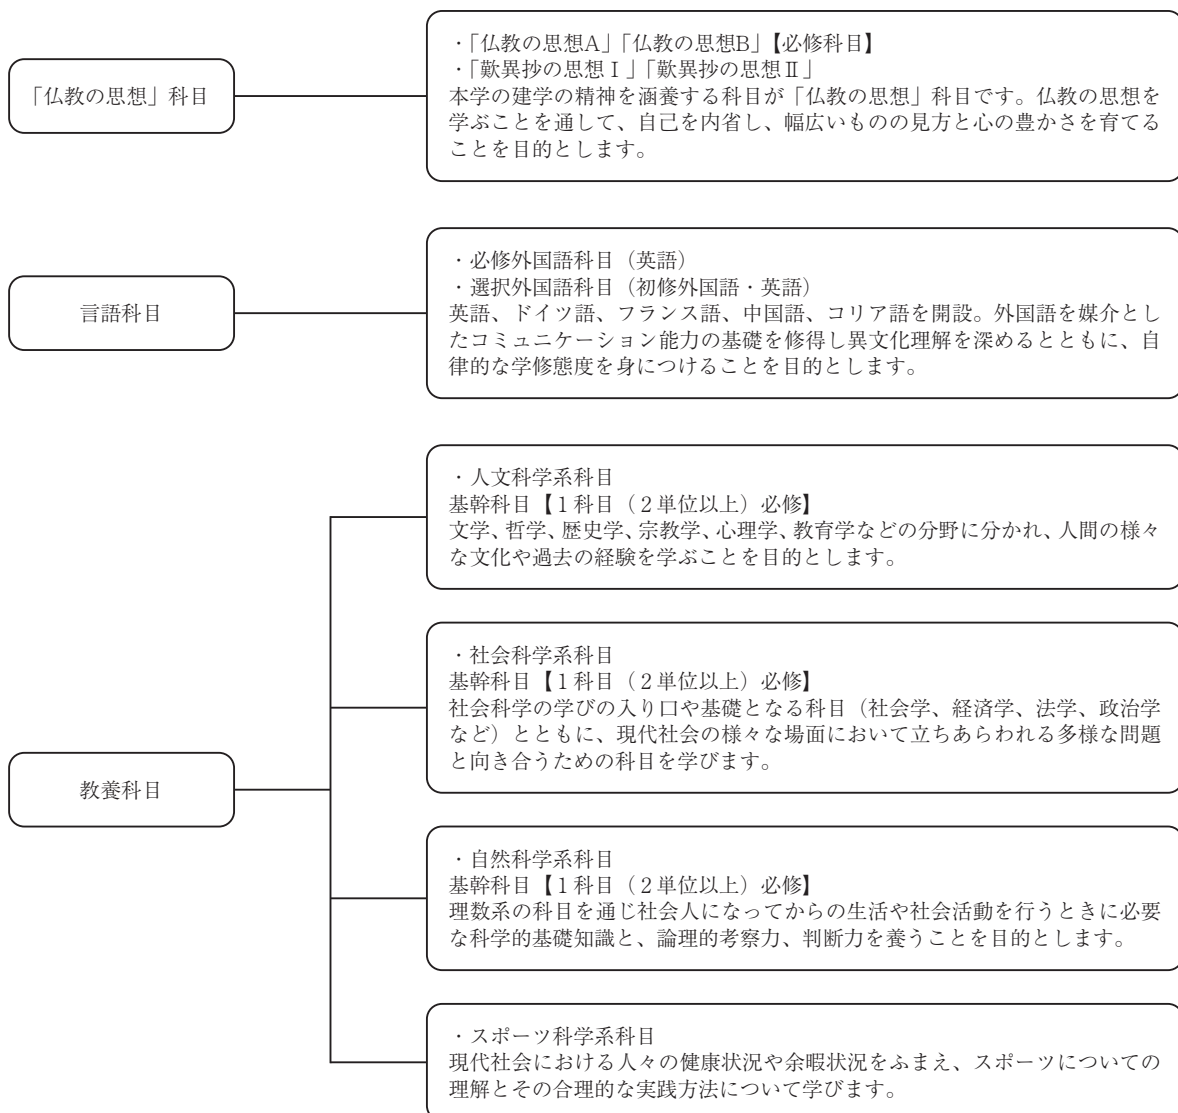 「仏教の思想」科目
・「仏教の思想A」「仏教の思想B」【必修科目】
・「歎異抄の思想Ⅰ」「歎異抄の思想Ⅱ」
本学の建学の精神を涵養する科目が「仏教の思想」科目です。仏教の思想を
学ぶことを通して、自己を内省し、幅広いものの見方と心の豊かさを育てる
ことを目的とします。
言語科目
・必修外国語科目（英語）
・選択外国語科目（初修外国語・英語）
英語、ドイツ語、フランス語、中国語、コリア語を開設。外国語を媒介とし
たコミュニケーション能力の基礎を修得し異文化理解を深めるとともに、自
律的な学修態度を身につけることを目的とします。
教養科目
・人文科学系科目
基幹科目【１科目（２単位以上）必修】
文学、哲学、歴史学、宗教学、心理学、教育学などの分野に分かれ、人間の様々
な文化や過去の経験を学ぶことを目的とします。
・社会科学系科目
基幹科目【１科目（２単位以上）必修】
社会科学の学びの入り口や基礎となる科目（社会学、経済学、法学、政治学
など）とともに、現代社会の様々な場面において立ちあらわれる多様な問題
と向き合うための科目を学びます。
・自然科学系科目
基幹科目【１科目（２単位以上）必修】
理数系の科目を通じ社会人になってからの生活や社会活動を行うときに必要
な科学的基礎知識と、論理的考察力、判断力を養うことを目的とします。
・スポーツ科学系科目
現代社会における人々の健康状況や余暇状況をふまえ、スポーツについての
理解とその合理的な実践方法について学びます。